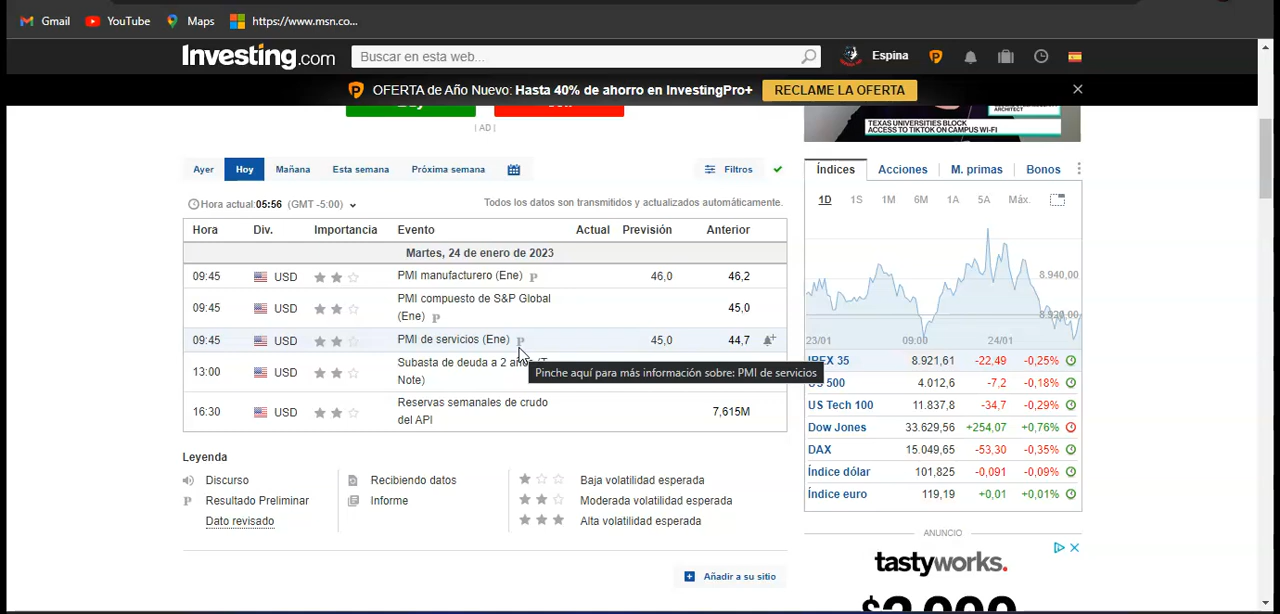 Gmail YouTube Maps https://www.msn.co...
Investing.com Buscar en esta web... Espina
OFERTA de Año Nuevo: Hasta 40% de ahorro en InvestingPro+ RECLAME LA OFERTA
| AD |
ARCHITECT
TEXAS UNIVERSITIES BLOCK
ACCESS TO TIKTOK ON CAMPUS WI-FI
Ayer Hoy Mañana Esta semana Próxima semana Filtros
Hora actual:05:56 (GMT -5:00) Todos los datos son transmitidos y actualizados automáticamente.
Hora Div. Importancia Evento Actual Previsión Anterior
Martes, 24 de enero de 2023
09:45 USD PMI manufacturero (Ene) P 46,0 46,2
09:45 USD PMI compuesto de S&P Global
(Ene) P 45,0
09:45 USD PMI de servicios (Ene) P 45,0 44,7
Pinche aquí para más información sobre: PMI de servicios
13:00 USD Subasta de deuda a 2 (T-
Note)
16:30 USD Reservas semanales de crudo
del API 7,615M
Leyenda
Discurso Recibiendo datos Baja volatilidad esperada
P Resultado Preliminar Informe Moderada volatilidad esperada
Dato revisado Alta volatilidad esperada
Añadir a su sitio
Índices Acciones M. primas Bonos
1D 1S 1M 6M 1A 5A Máx.
8.940,00
8.920,00
23/01 09:00 24/01
IBEX 35 8.921,61 -22,49 -0,25%
500 4.012,6 -7,2 -0,18%
US Tech 100 11.837,8 -34,7 -0,29%
Dow Jones 33.629,56 +254,07 +0,76%
DAX 15.049,65 -53,30 -0,35%
Índice dólar 101,825 -0,091 -0,09%
Índice euro 119,19 +0,01 +0,01%
ANUNCIO
tastyworks.